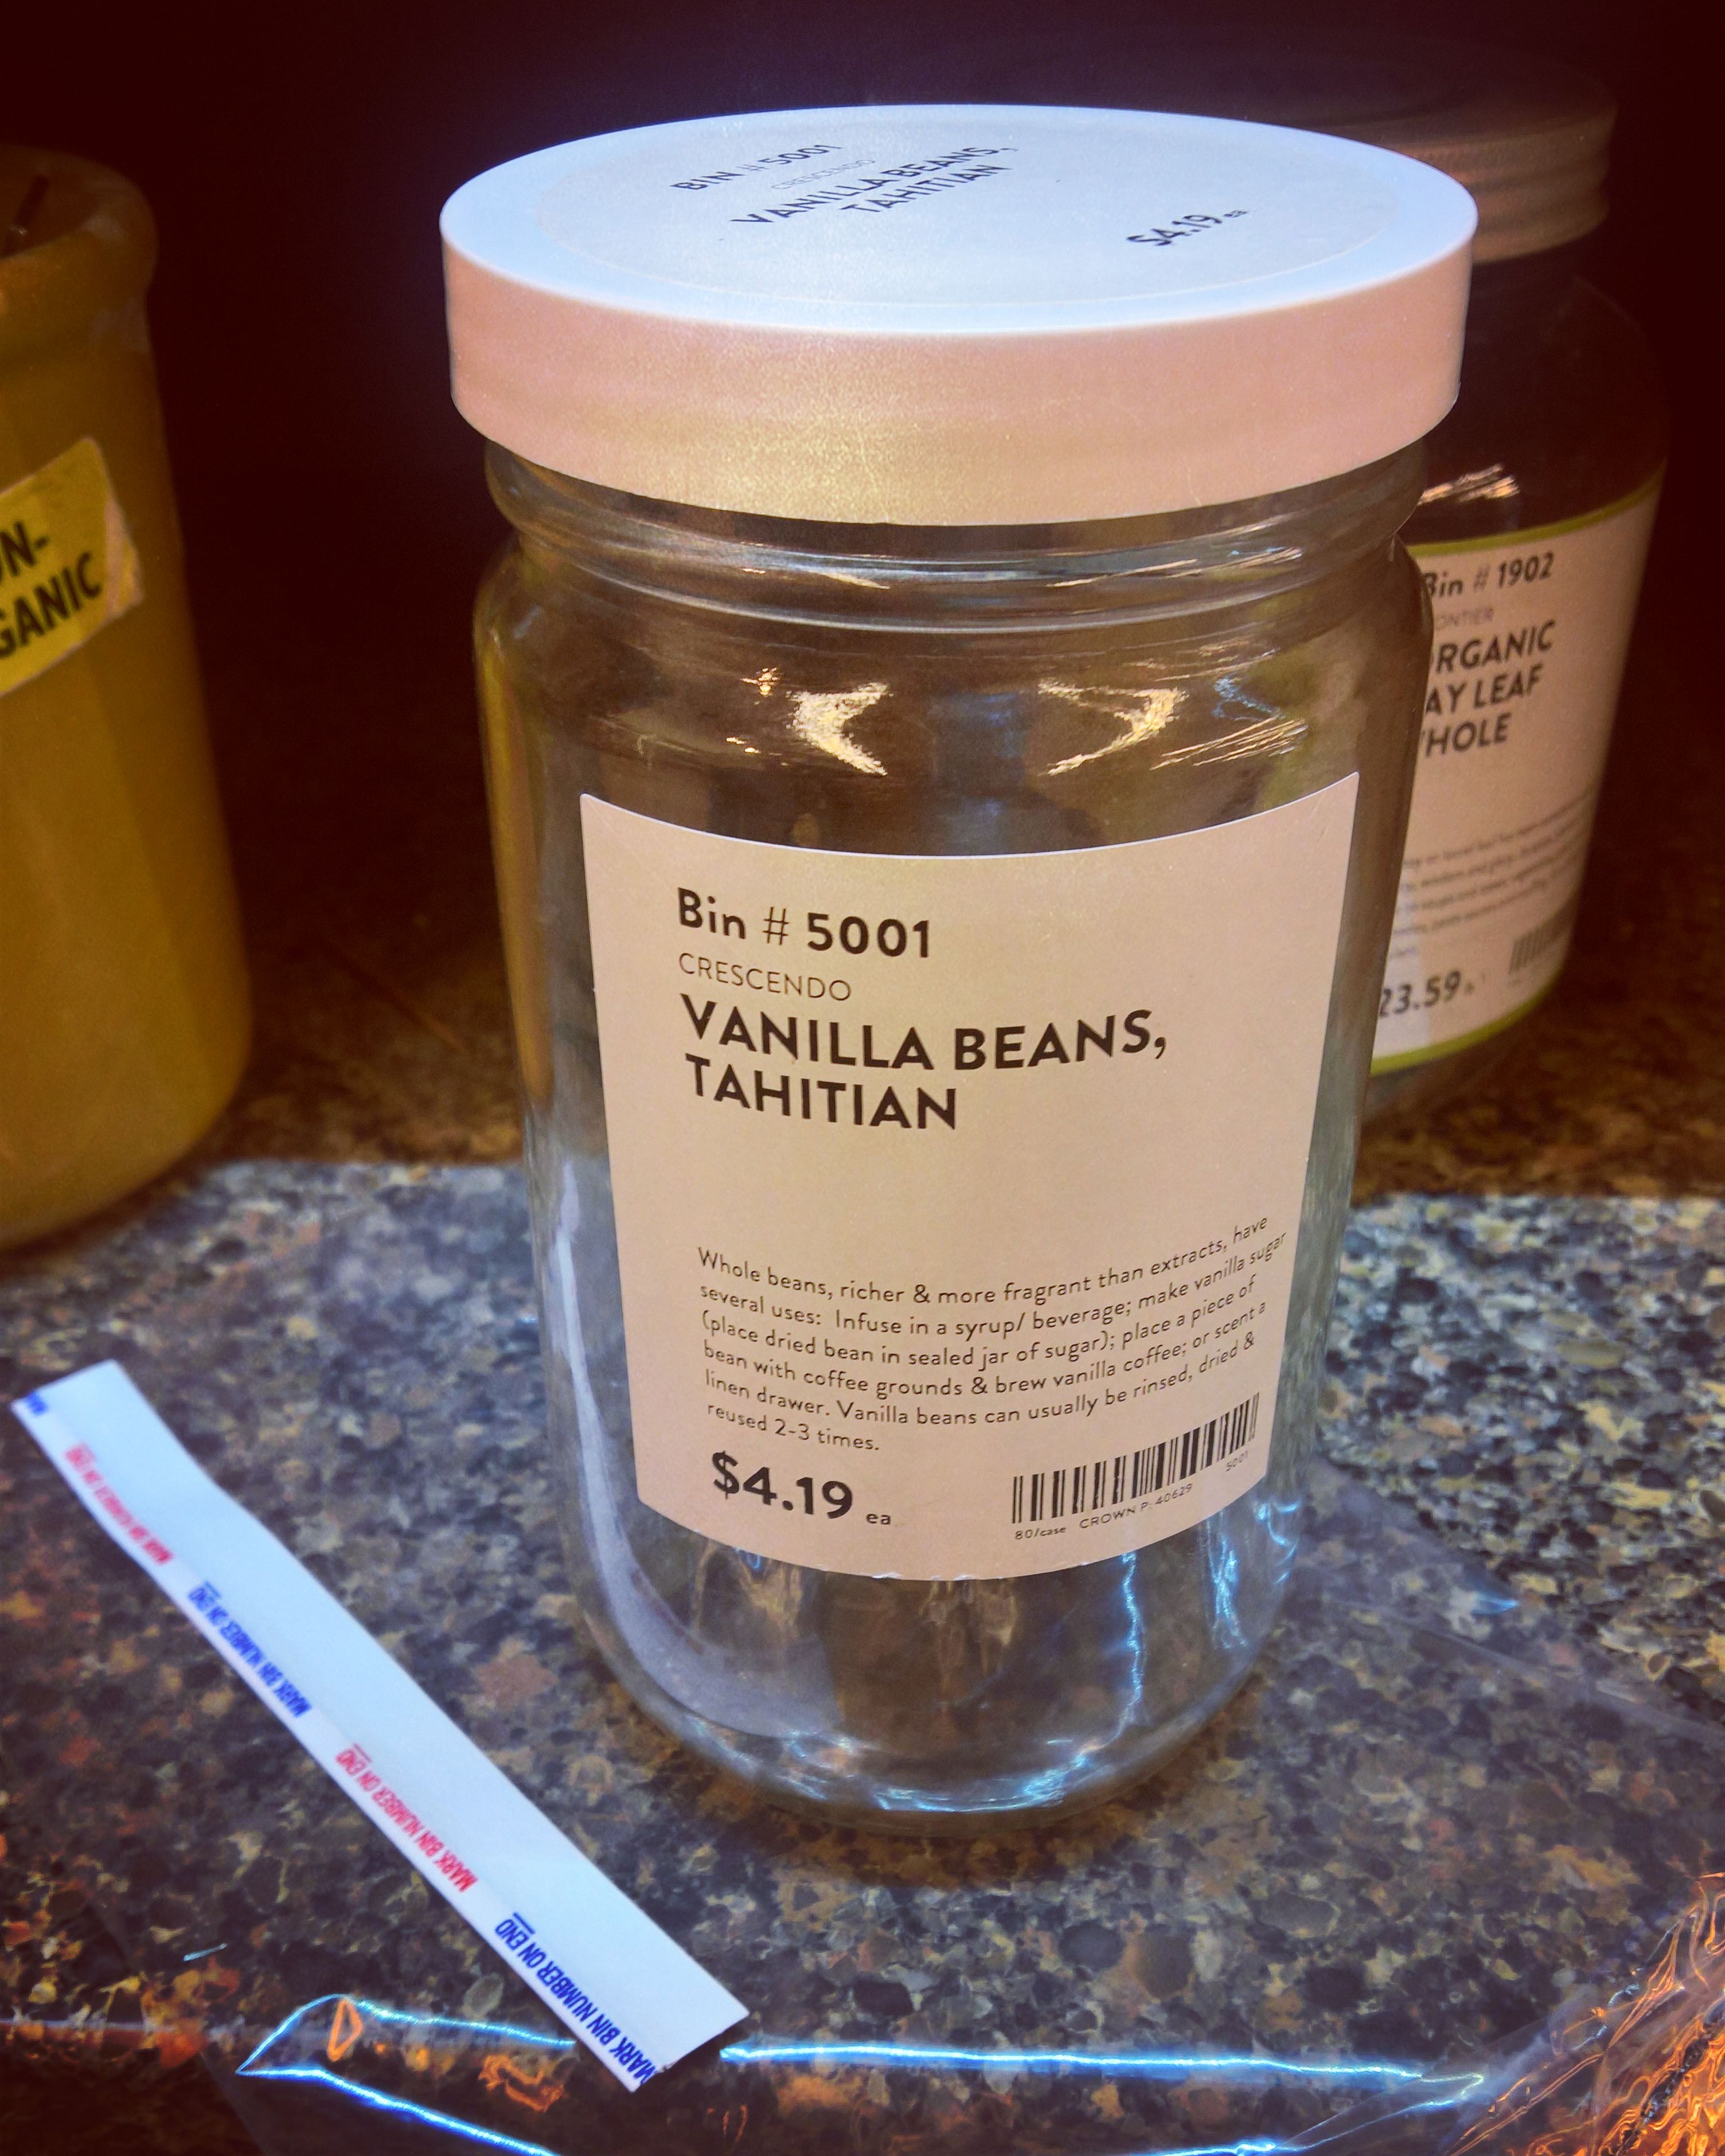 BIN # 5001
CRESCENDO
VANILLA BEANS,
TAHITIAN
$4.19 ea
Bin # 5001
CRESCENDO
VANILLA BEANS,
TAHITIAN
Whole beans, richer & more fragrant than extracts, have
several uses: Infuse in a syrup/ beverage; make vanilla sugar
(place dried bean in sealed jar of sugar); place a piece of
bean with coffee grounds & brew vanilla coffee; or scent a
linen drawer. Vanilla beans can usually be rinsed, dried &
reused 2-3 times.
$4.19 ea
80/case CROWN P: 40629
5001
ON-
GANIC
Bin # 1902
ONTIER
ORGANIC
AY LEAF
HOLE
23.59
MARK BIN NUMBER ON END
MARK BIN NUMBER ON END
MARK BIN NUMBER ON END
MARK BIN NUMBER ON END